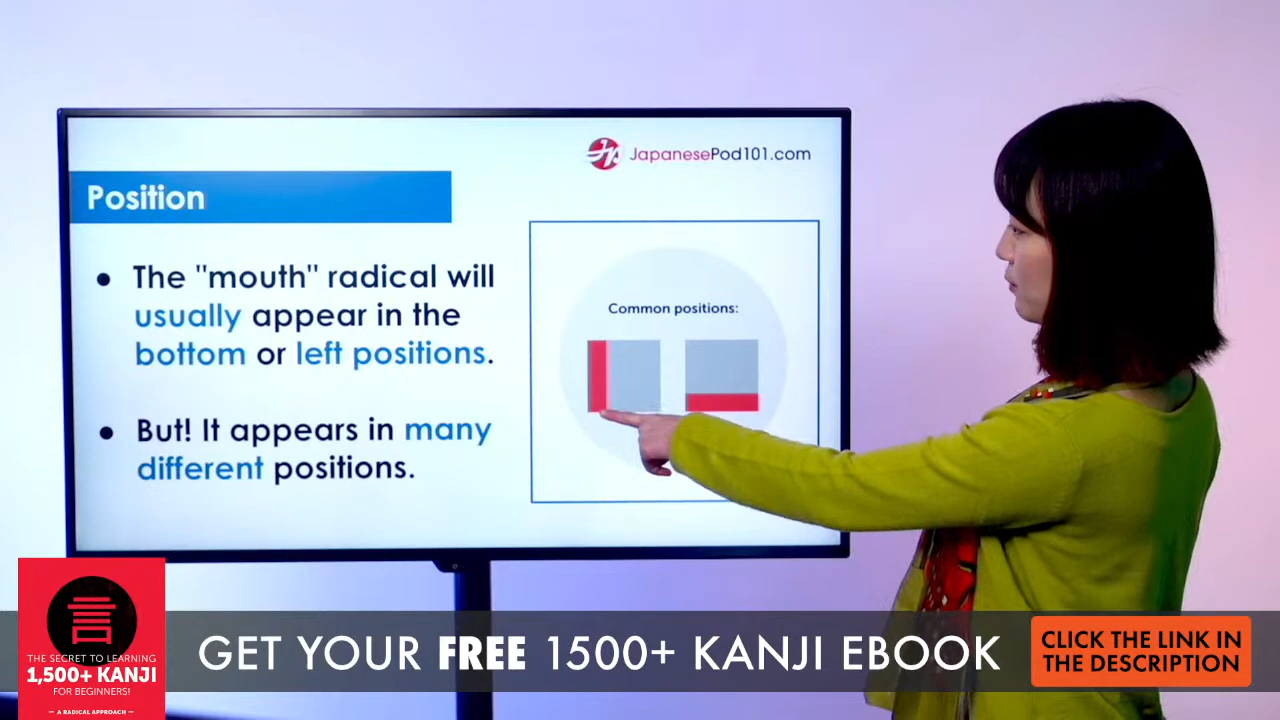 JapanesePod101.com
Position
● The "mouth" radical will
usually appear in the
bottom or left positions.
● But! It appears in many
different positions.
Common positions:
言
THE SECRET TO LEARNING
1,500+ KANJI
FOR BEGINNERS!
— A RADICAL APPROACH —
GET YOUR FREE 1500+ KANJI EBOOK
CLICK THE LINK IN
THE DESCRIPTION